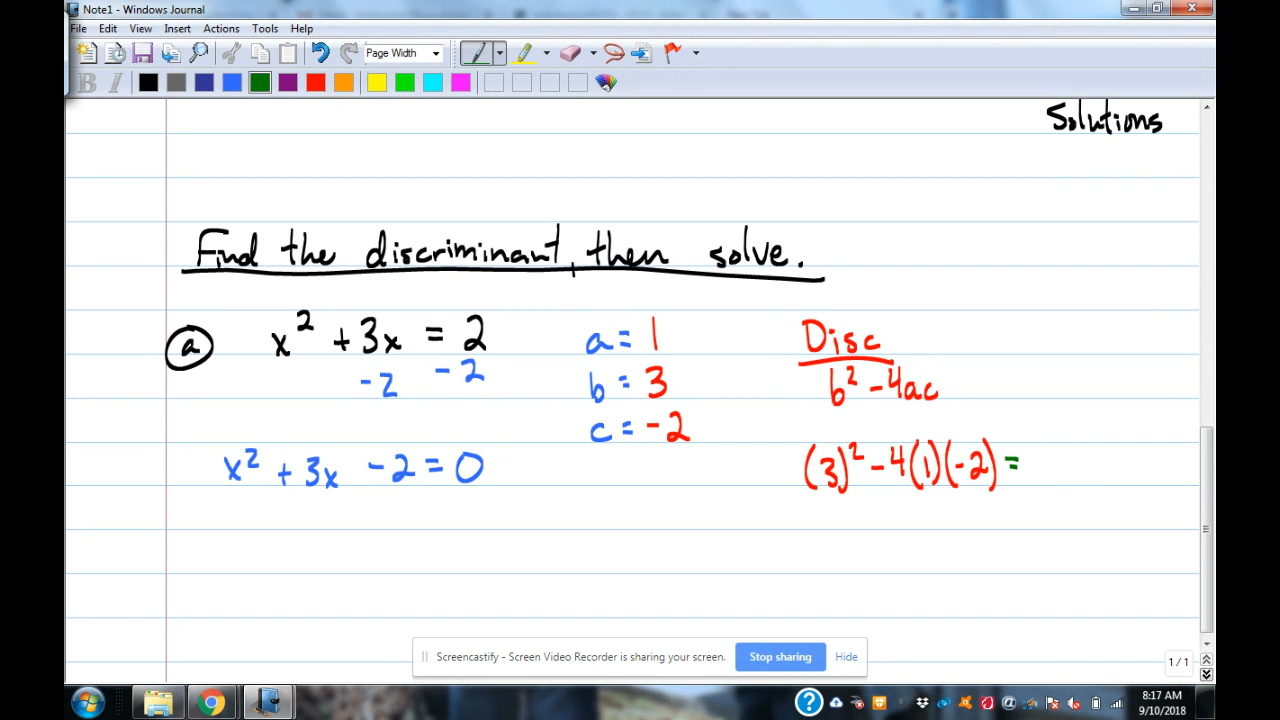 Note1 - Windows Journal
File Edit View Insert Actions Tools Help
Page Width
B I
Solutions
Find the discriminant, then solve.
a x² + 3x = 2
-2 -2
x² + 3x - 2 = 0
a = 1
b = 3
c = -2
Disc
b² - 4ac
(3)² - 4(1)(-2) =
Screencastify - Screen Video Recorder is sharing your screen. Stop sharing Hide
1 / 1
8:17 AM
9/10/2018